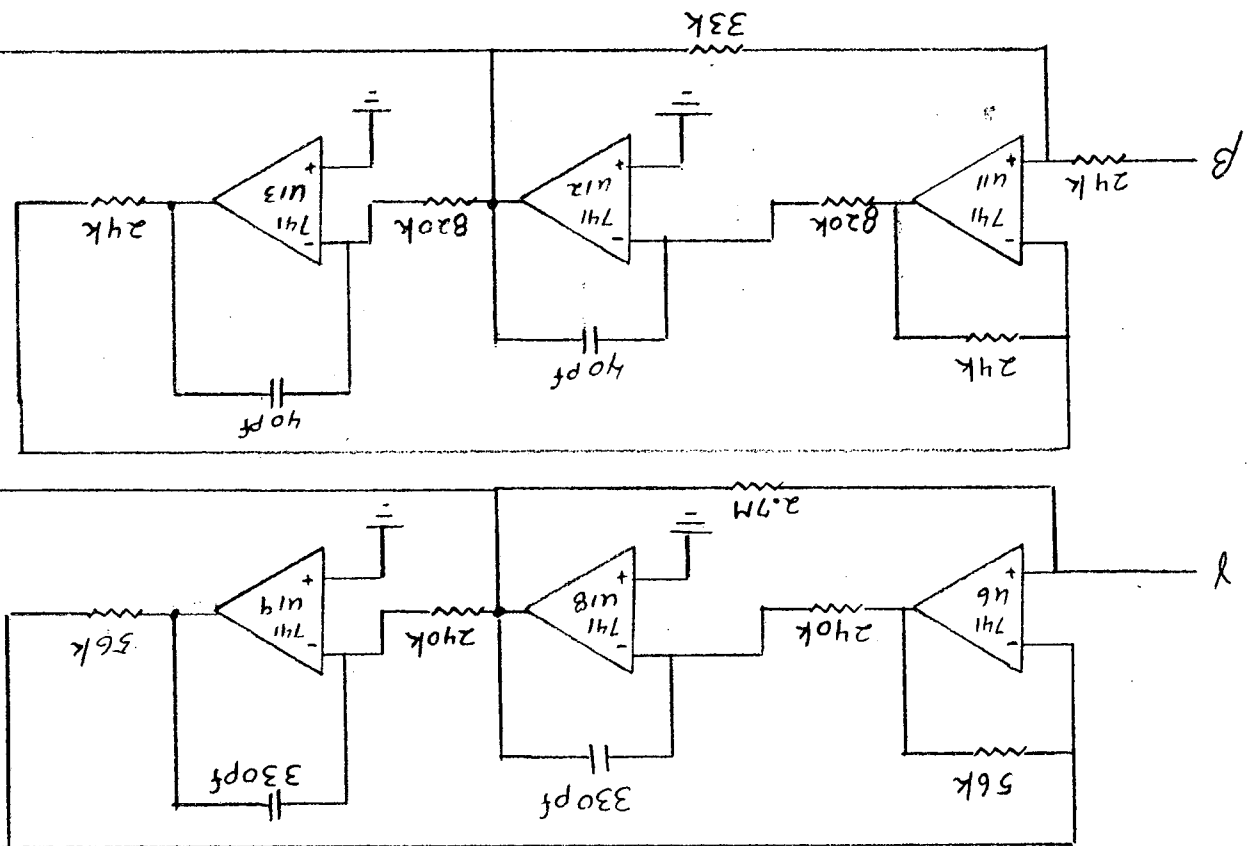 56k
330pf
330pf
γ
-
741
U6
+
240k
-
741
U18
+
240k
-
741
U14
+
56k
2.7M
24k
40pf
40pf
β
24k
-
741
U11
+
820k
-
741
U12
+
820k
-
741
U13
+
24k
33k